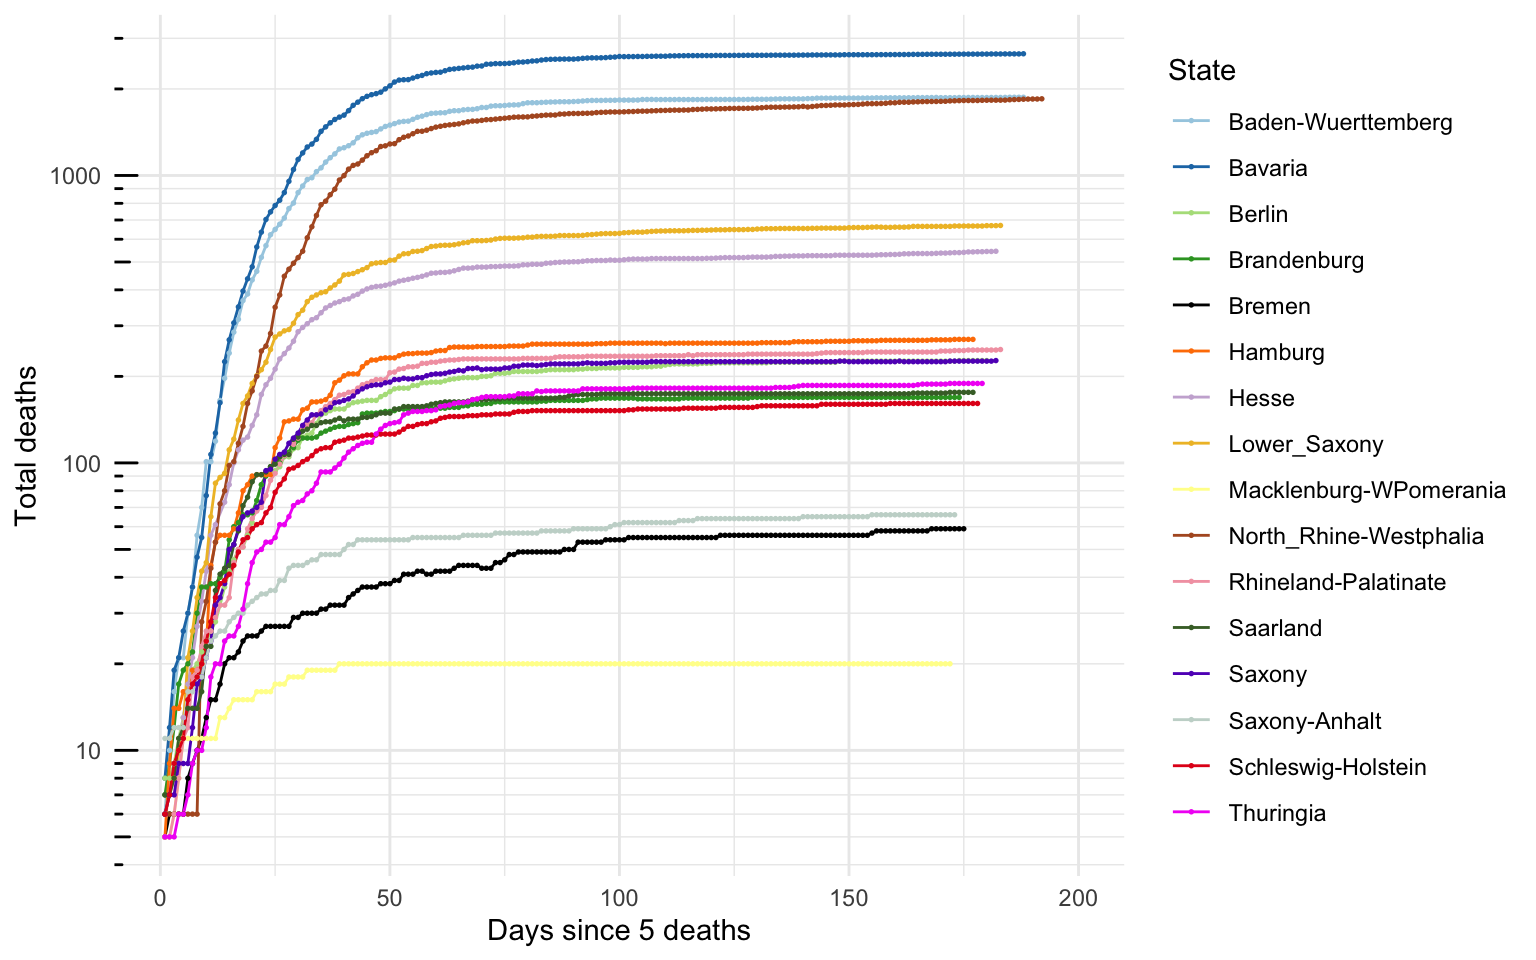 Total deaths
1000
100
10
0
50
100
150
200
Days since 5 deaths
State
Baden-Wuerttemberg
Bavaria
Berlin
Brandenburg
Bremen
Hamburg
Hesse
Lower_Saxony
Macklenburg-WPomerania
North_Rhine-Westphalia
Rhineland-Palatinate
Saarland
Saxony
Saxony-Anhalt
Schleswig-Holstein
Thuringia